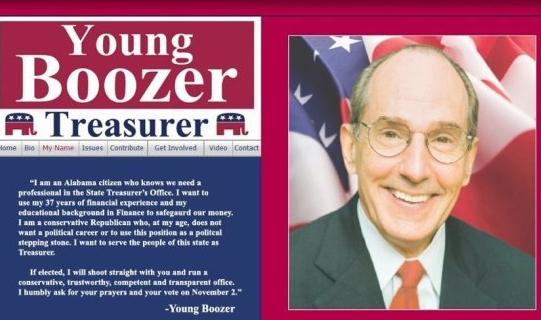 Young
Boozer
Treasurer
Home Bio My Name Issues Contribute Get Involved Video Contact
"I am an Alabama citizen who knows we need a
professional in the State Treasurer's Office. I want to
use my 37 years of financial experience and my
educational background in Finance to safegaurd our money.
I am a conservative Republican who, at my age, does not
want a political career or to use this position as a politcal
stepping stone. I want to serve the people of this state as
Treasurer.
If elected, I will shoot straight with you and run a
conservative, trustworthy, competent and transparent office.
I humbly ask for your prayers and your vote on November 2."
-Young Boozer